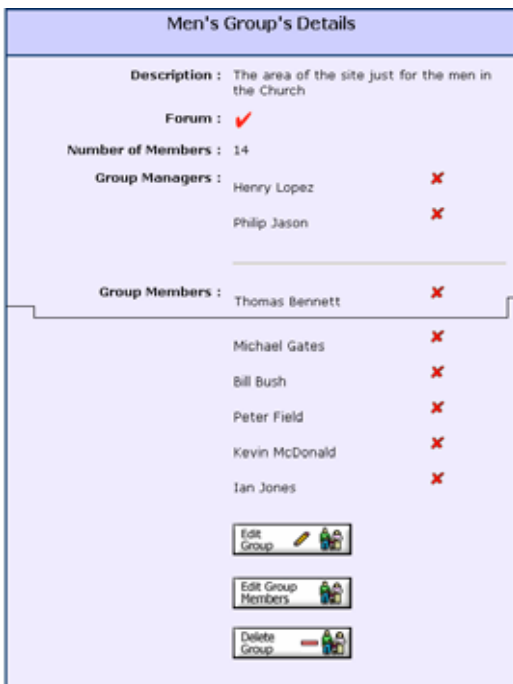 Men's Group's Details
Description : The area of the site just for the men in
the Church
Forum :
Number of Members : 14
Group Managers :
Henry Lopez
Philip Jason
Group Members :
Thomas Bennett
Michael Gates
Bill Bush
Peter Field
Kevin McDonald
Ian Jones
Edit
Group
Edit Group
Members
Delete
Group